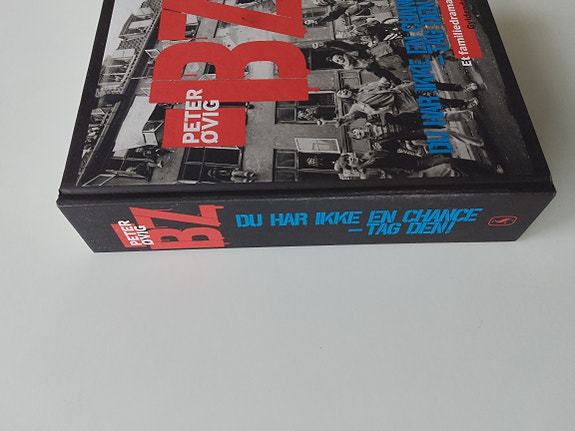 PETER
ØVIG
BZ
DU HAR IKKE EN CHANCE
– TAG DEN!
Et familiedrama
PETER
ØVIG
BZ
DU HAR IKKE EN CHANCE
– TAG DEN!